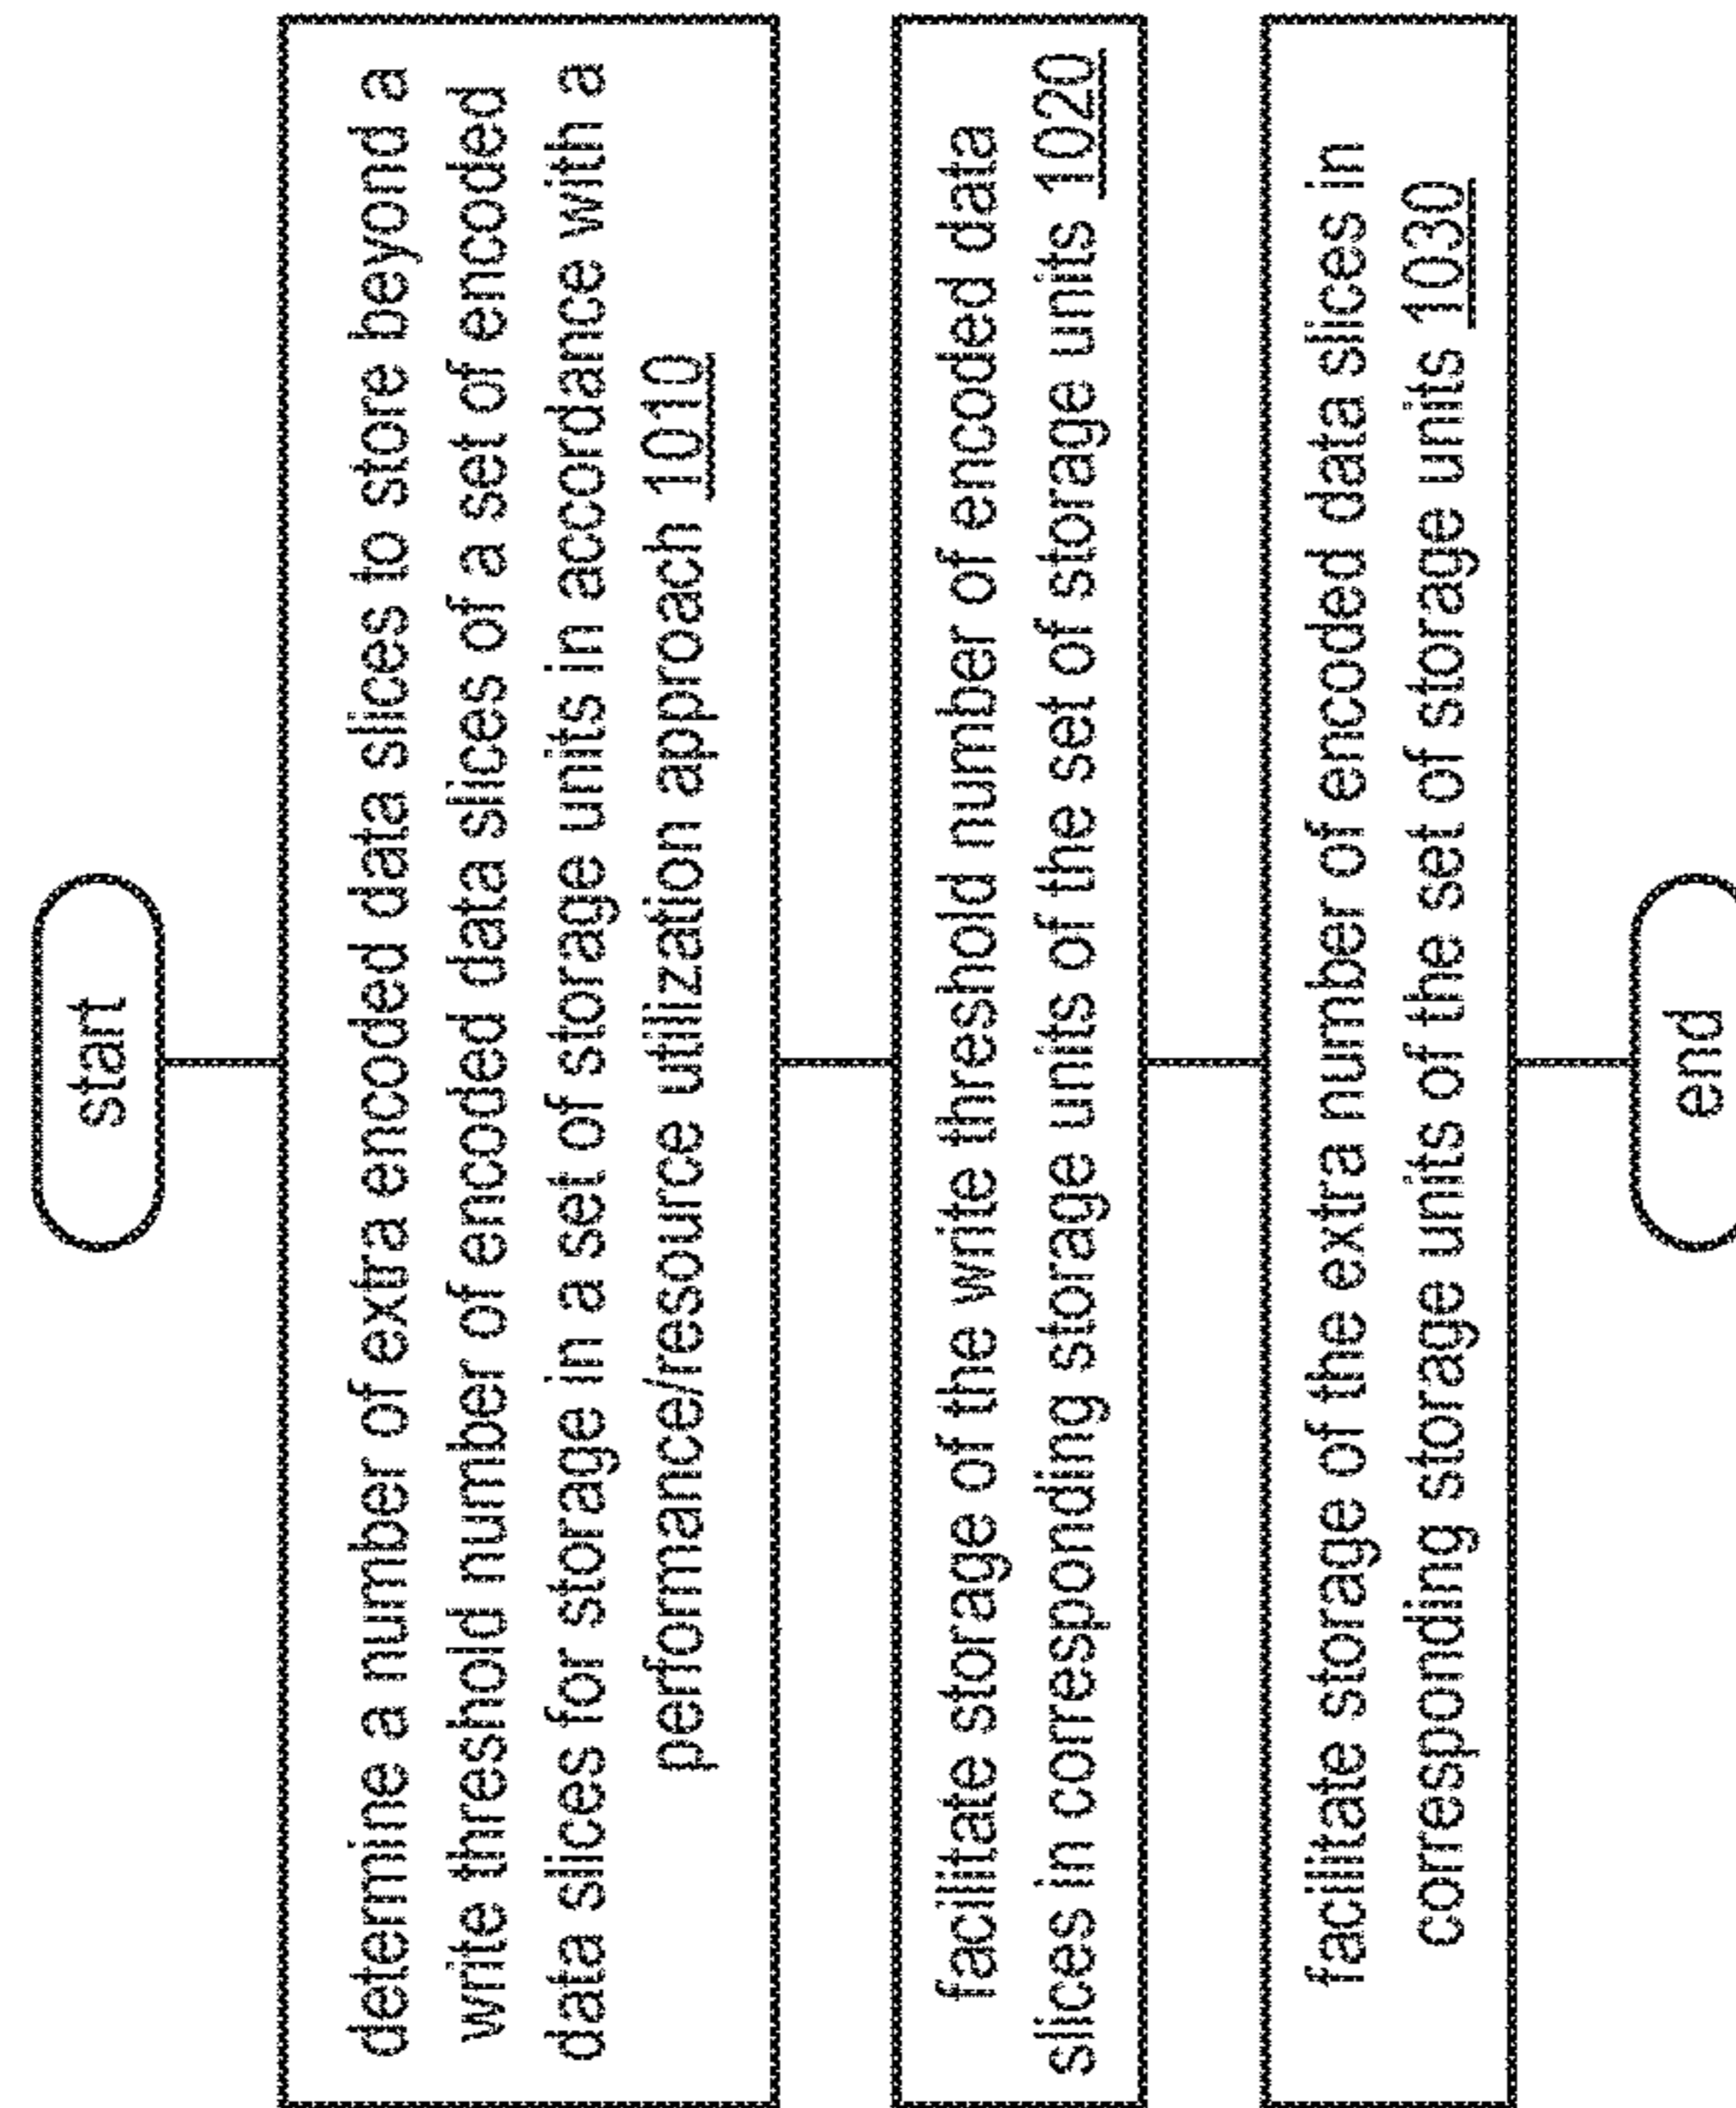 start
determine a number of extra encoded data slices to store beyond a
write threshold number of encoded data slices of a set of encoded
data slices for storage in a set of storage units in accordance with a
performance/resource utilization approach 1010
facilitate storage of the write threshold number of encoded data
slices in corresponding storage units of the set of storage units 1020
facilitate storage of the extra number of encoded data slices in
corresponding storage units of the set of storage units 1030
end